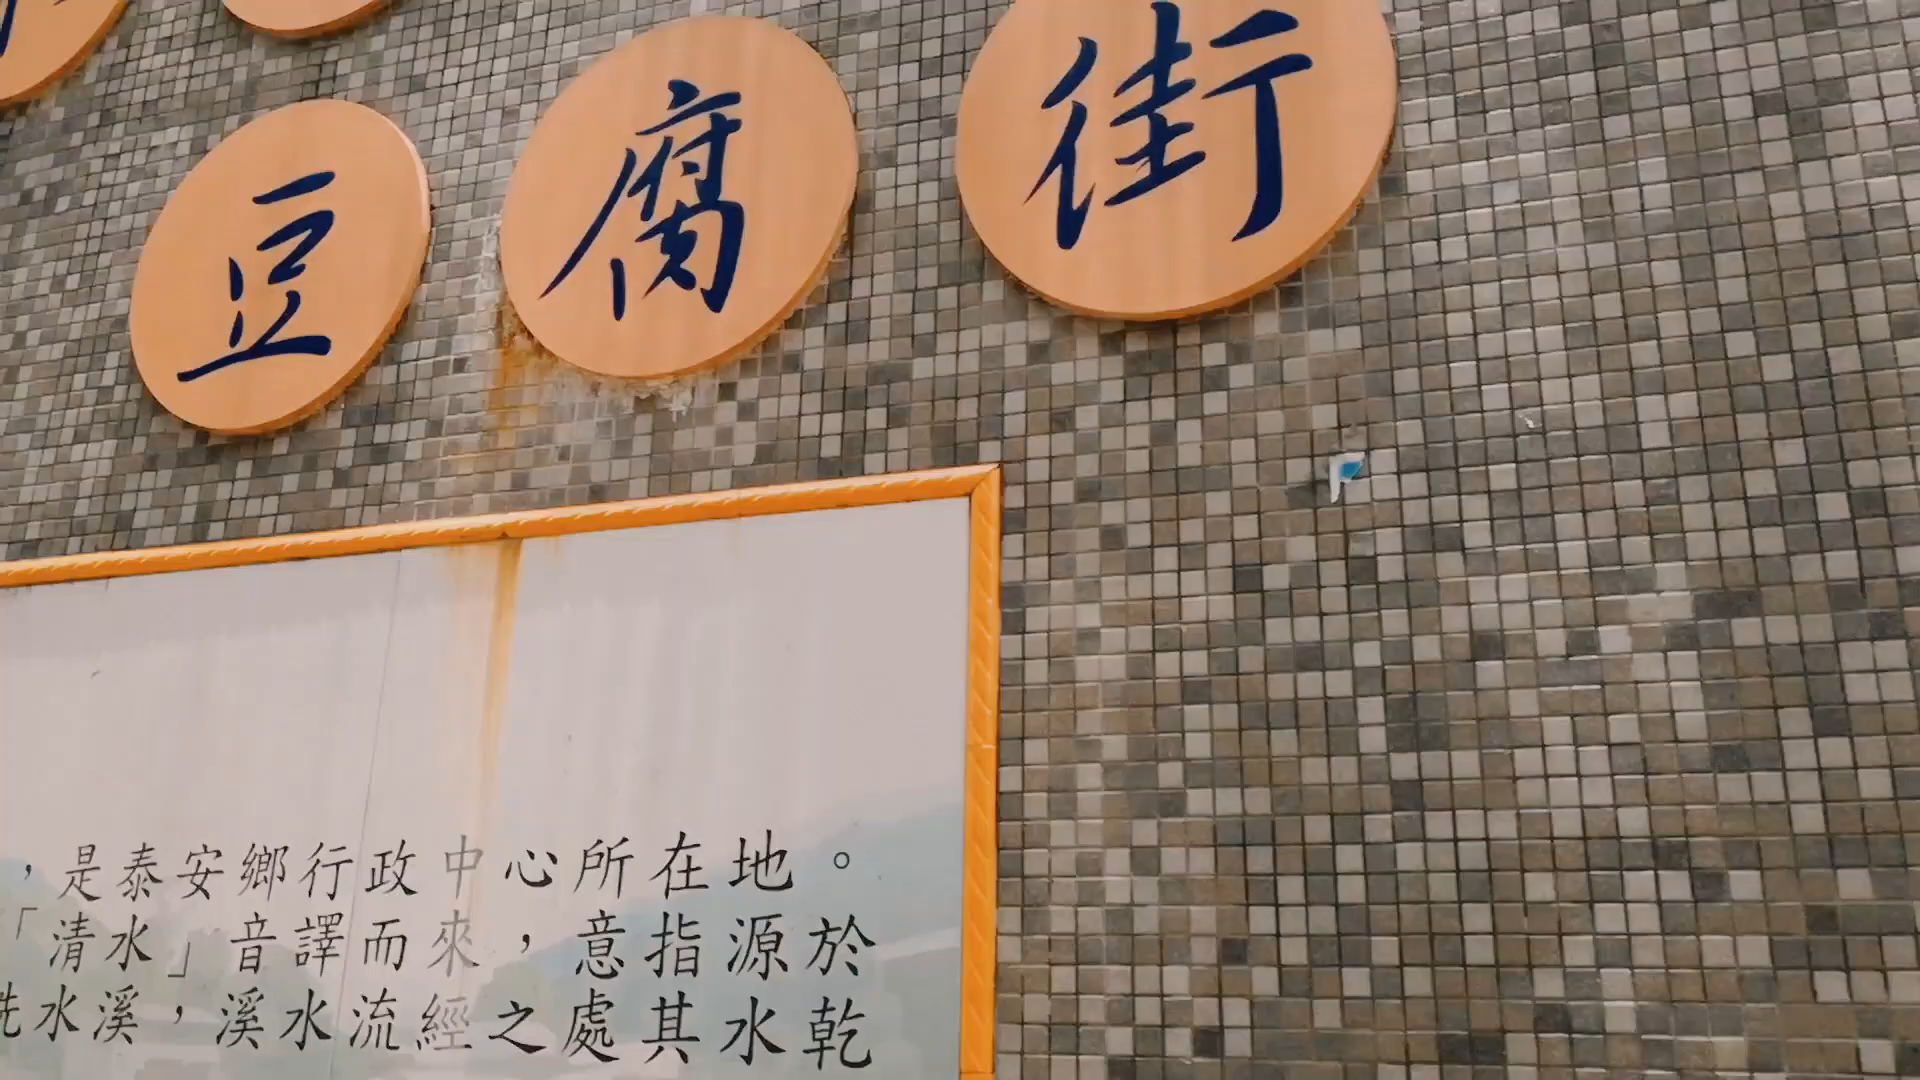 豆腐街
，是泰安鄉行政中心所在地。
「清水」音譯而來，意指源於
水溪，溪水流經之處其水乾